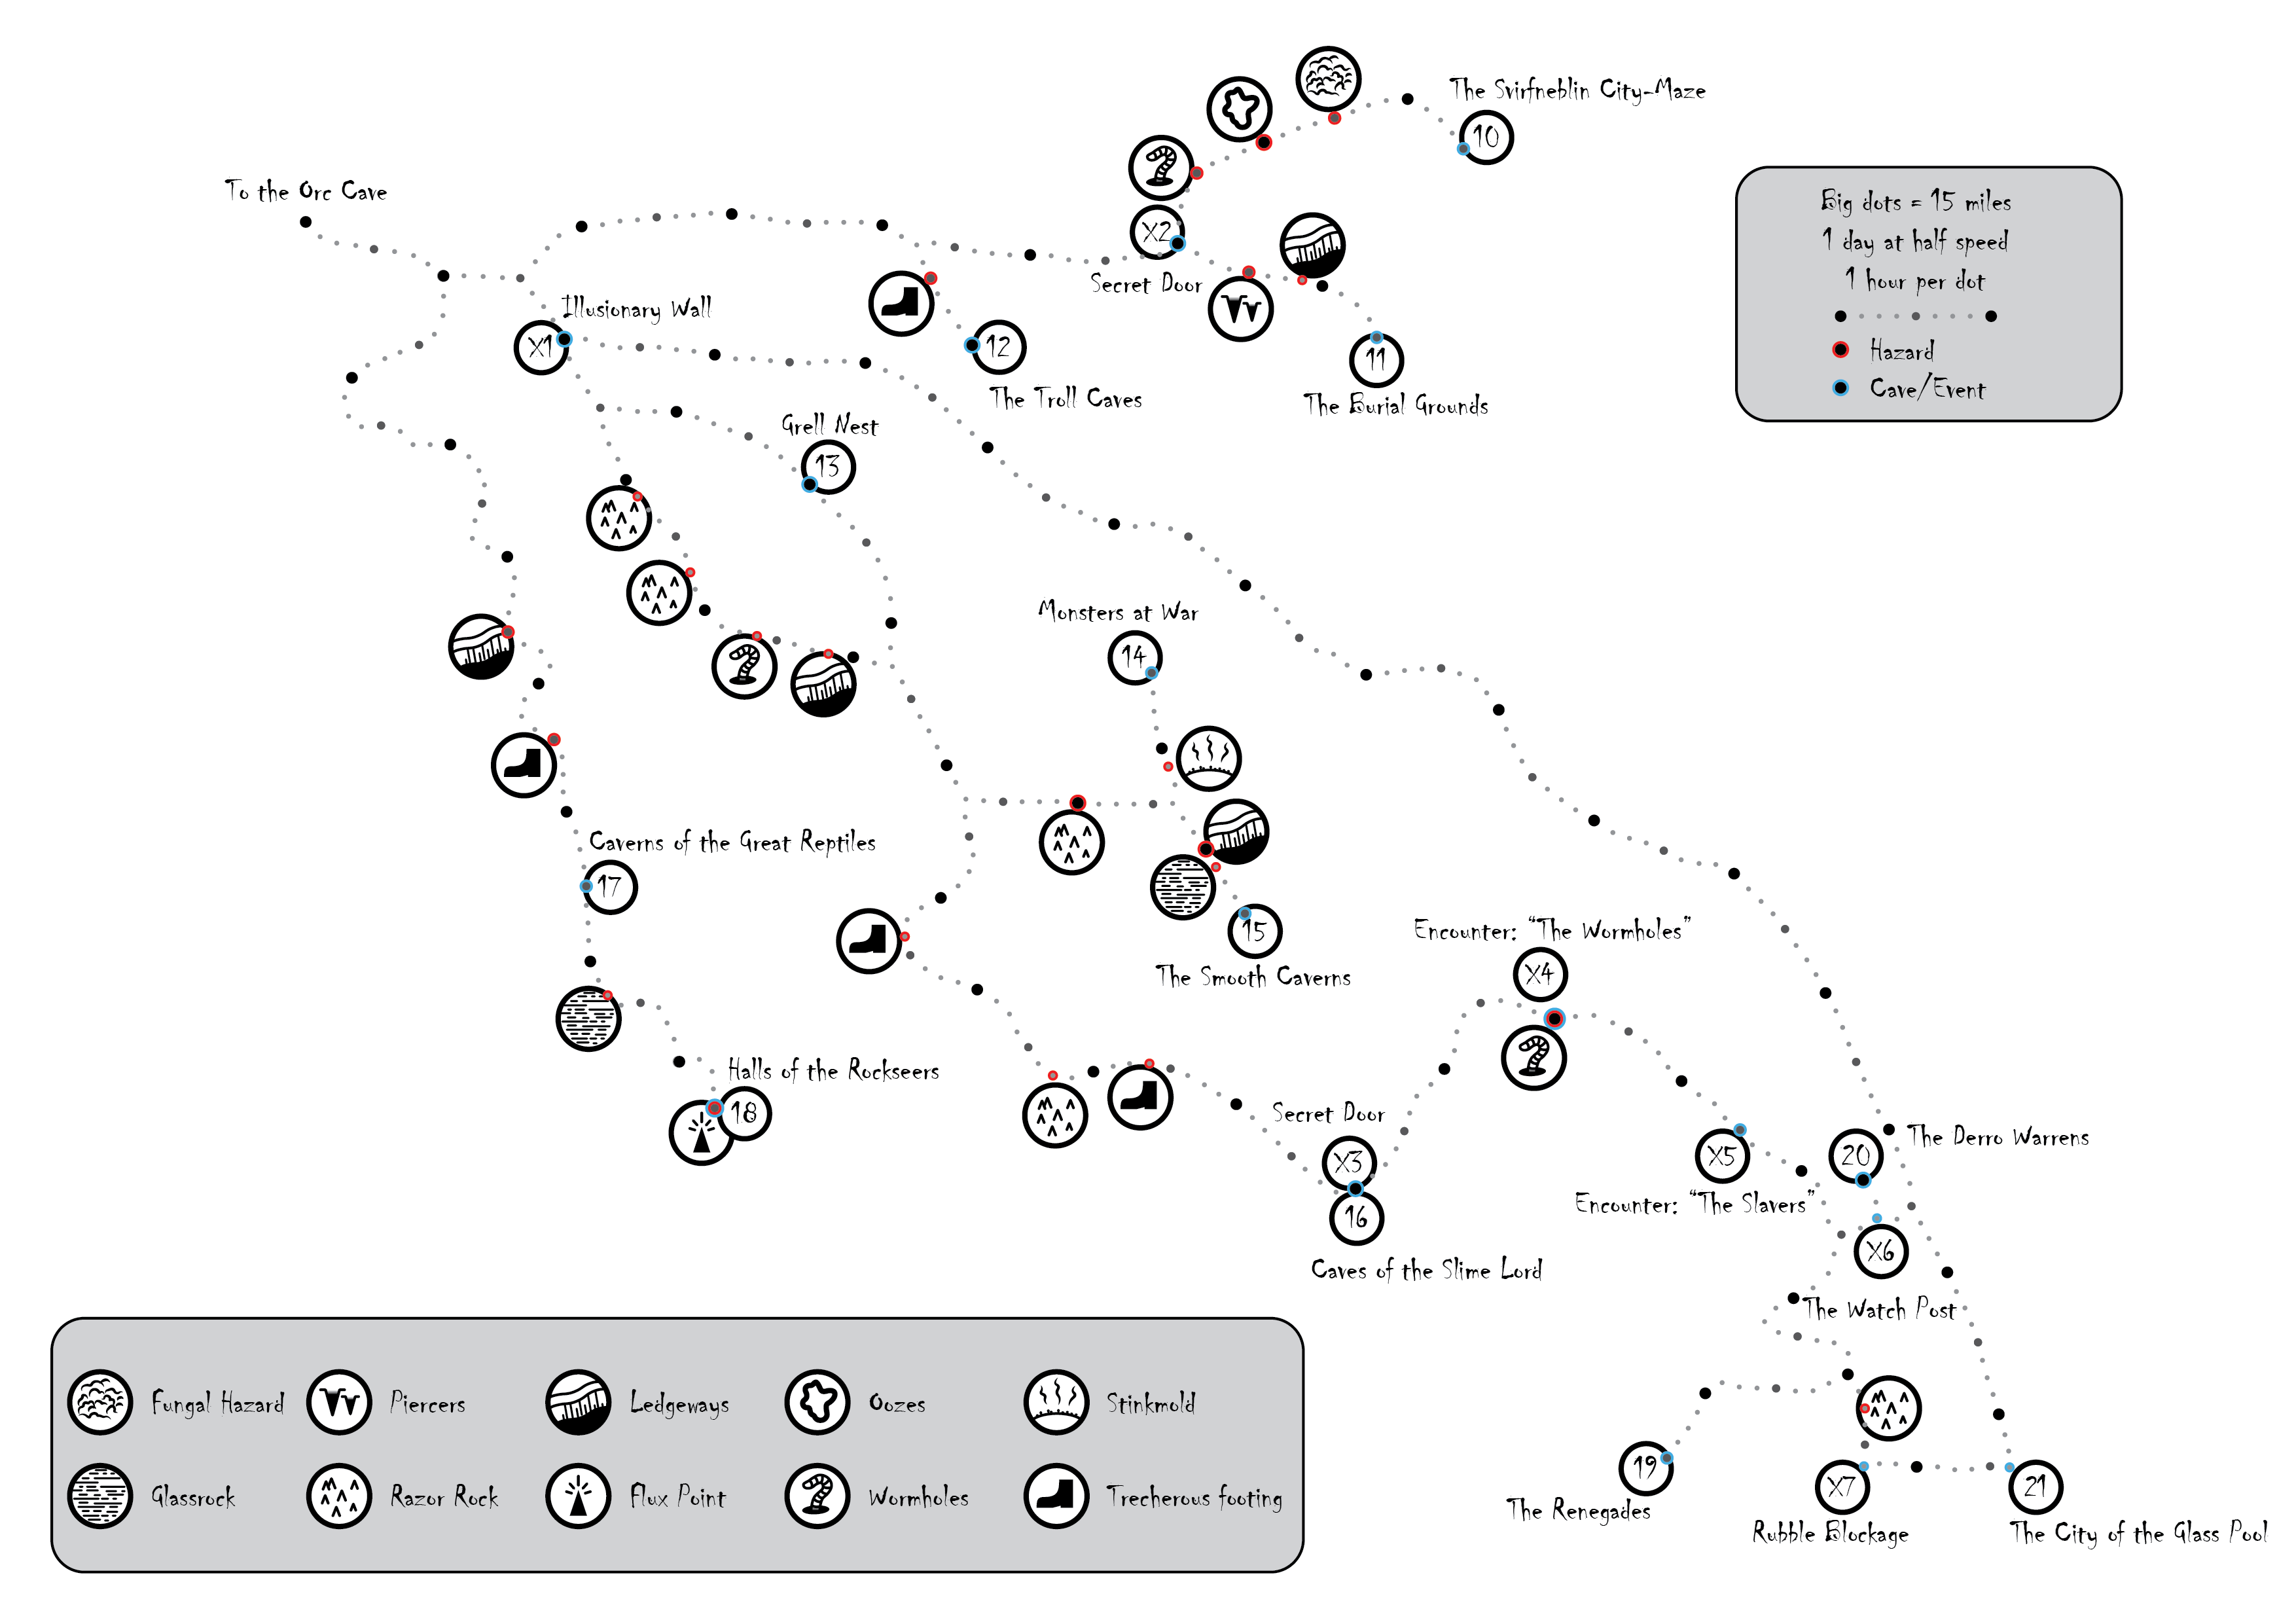 The Svirfneblin City-Maze
10
To the Orc Cave
X2
Secret Door
Big dots = 15 miles
1 day at half speed
1 hour per dot
Hazard
Cave/Event
Illusionary Wall
X1
12
The Troll Caves
11
The Burial Grounds
Grell Nest
13
Monsters at War
14
Caverns of the Great Reptiles
17
15
The Smooth Caverns
Encounter: "The Wormholes"
X4
Halls of the Rockseers
18
Secret Door
X3
16
Caves of the Slime Lord
X5
Encounter: "The Slavers"
20
The Derro Warrens
X6
The Watch Post
19
The Renegades
X7
Rubble Blockage
21
The City of the Glass Pool
Fungal Hazard
Piercers
Ledgeways
Oozes
Stinkmold
Glassrock
Razor Rock
Flux Point
Wormholes
Trecherous footing